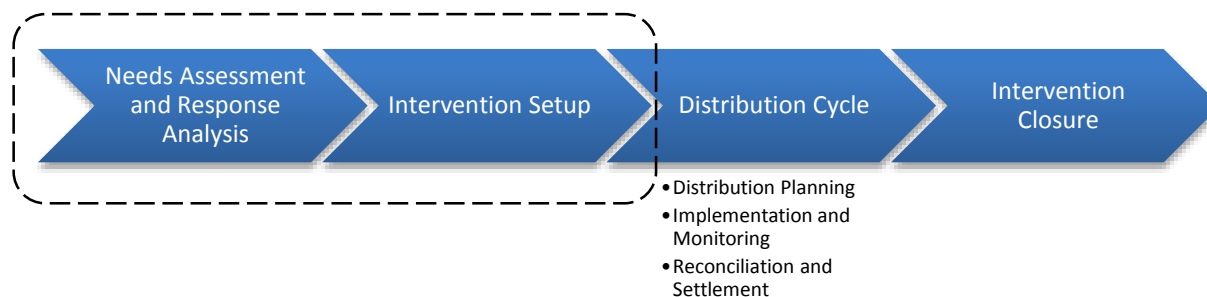 Needs Assessment
and Response
Analysis
Intervention Setup
Distribution Cycle
Intervention
Closure
•Distribution Planning
•Implementation and
Monitoring
•Reconciliation and
Settlement